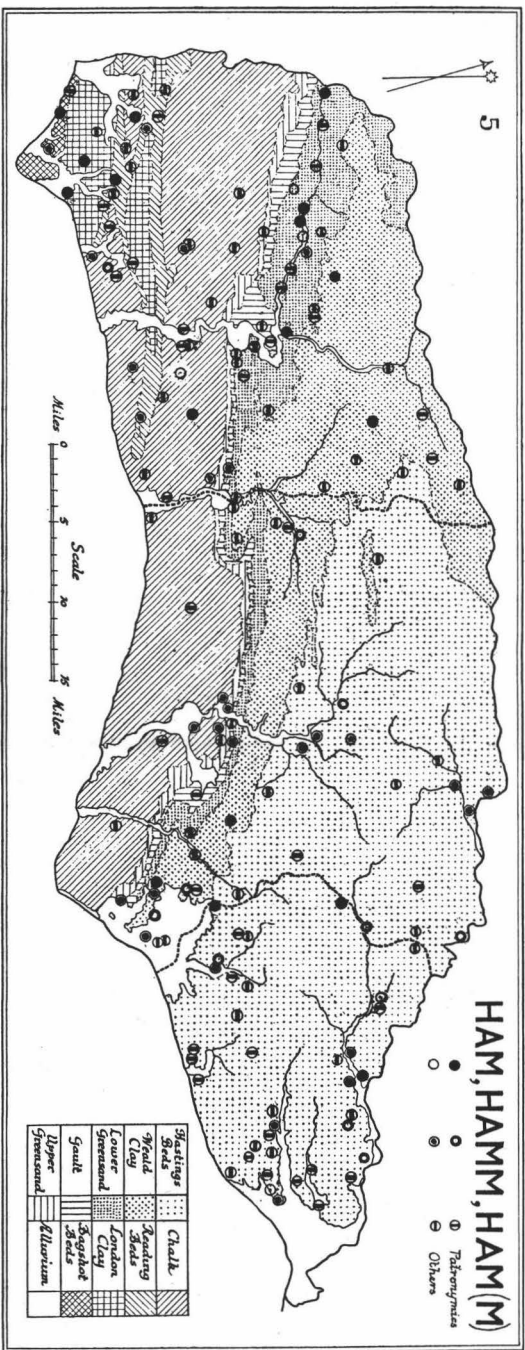 5
HAM, HAMM, HAM(M)
Patronymics
Others
Miles 0 5 10 15 Miles
Scale
Hastings Beds
Chalk
Weald Clay
Reading Beds
Lower Greensand
London Clay
Gault
Bagshot Beds
Upper Greensand
Alluvium